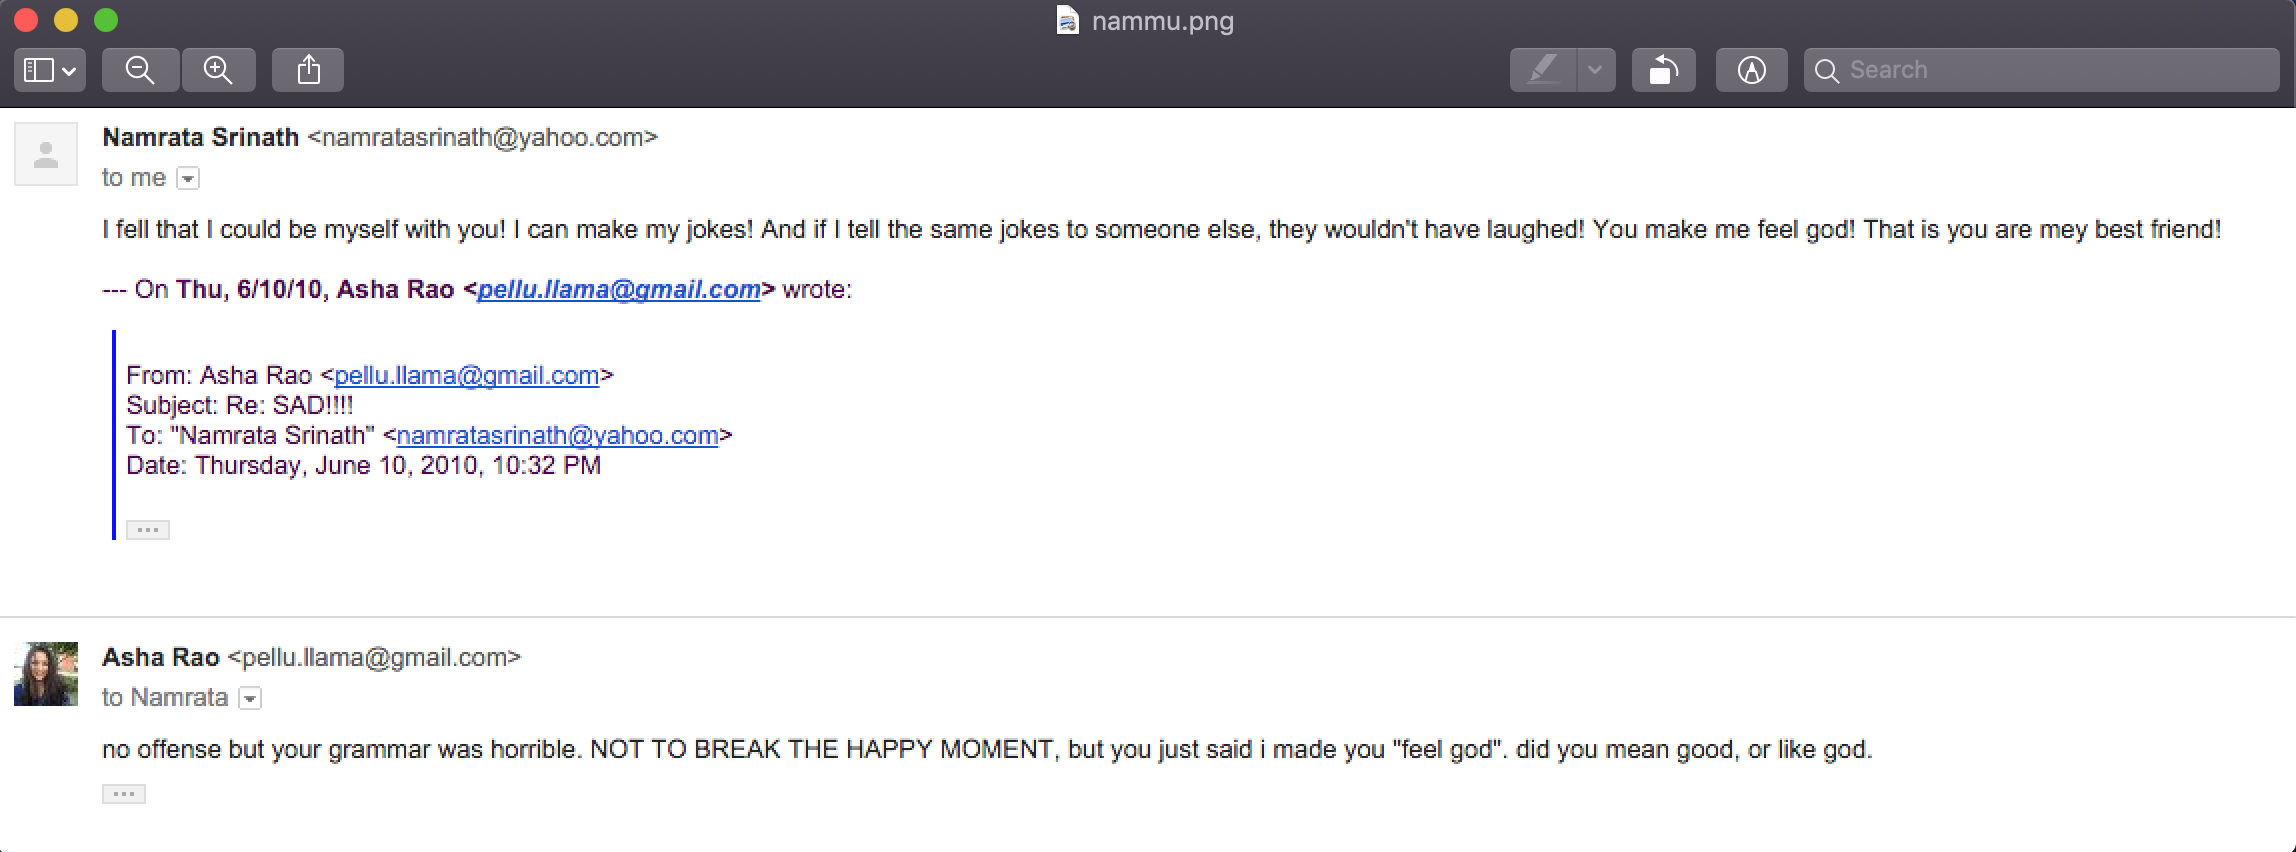 nammu.png
Search
Namrata Srinath <namratasrinath@yahoo.com>
to me
I fell that I could be myself with you! I can make my jokes! And if I tell the same jokes to someone else, they wouldn't have laughed! You make me feel god! That is you are mey best friend!
--- On Thu, 6/10/10, Asha Rao <pellu.llama@gmail.com> wrote:
From: Asha Rao <pellu.llama@gmail.com>
Subject: Re: SAD!!!!
To: "Namrata Srinath" <namratasrinath@yahoo.com>
Date: Thursday, June 10, 2010, 10:32 PM
Asha Rao <pellu.llama@gmail.com>
to Namrata
no offense but your grammar was horrible. NOT TO BREAK THE HAPPY MOMENT, but you just said i made you "feel god". did you mean good, or like god.